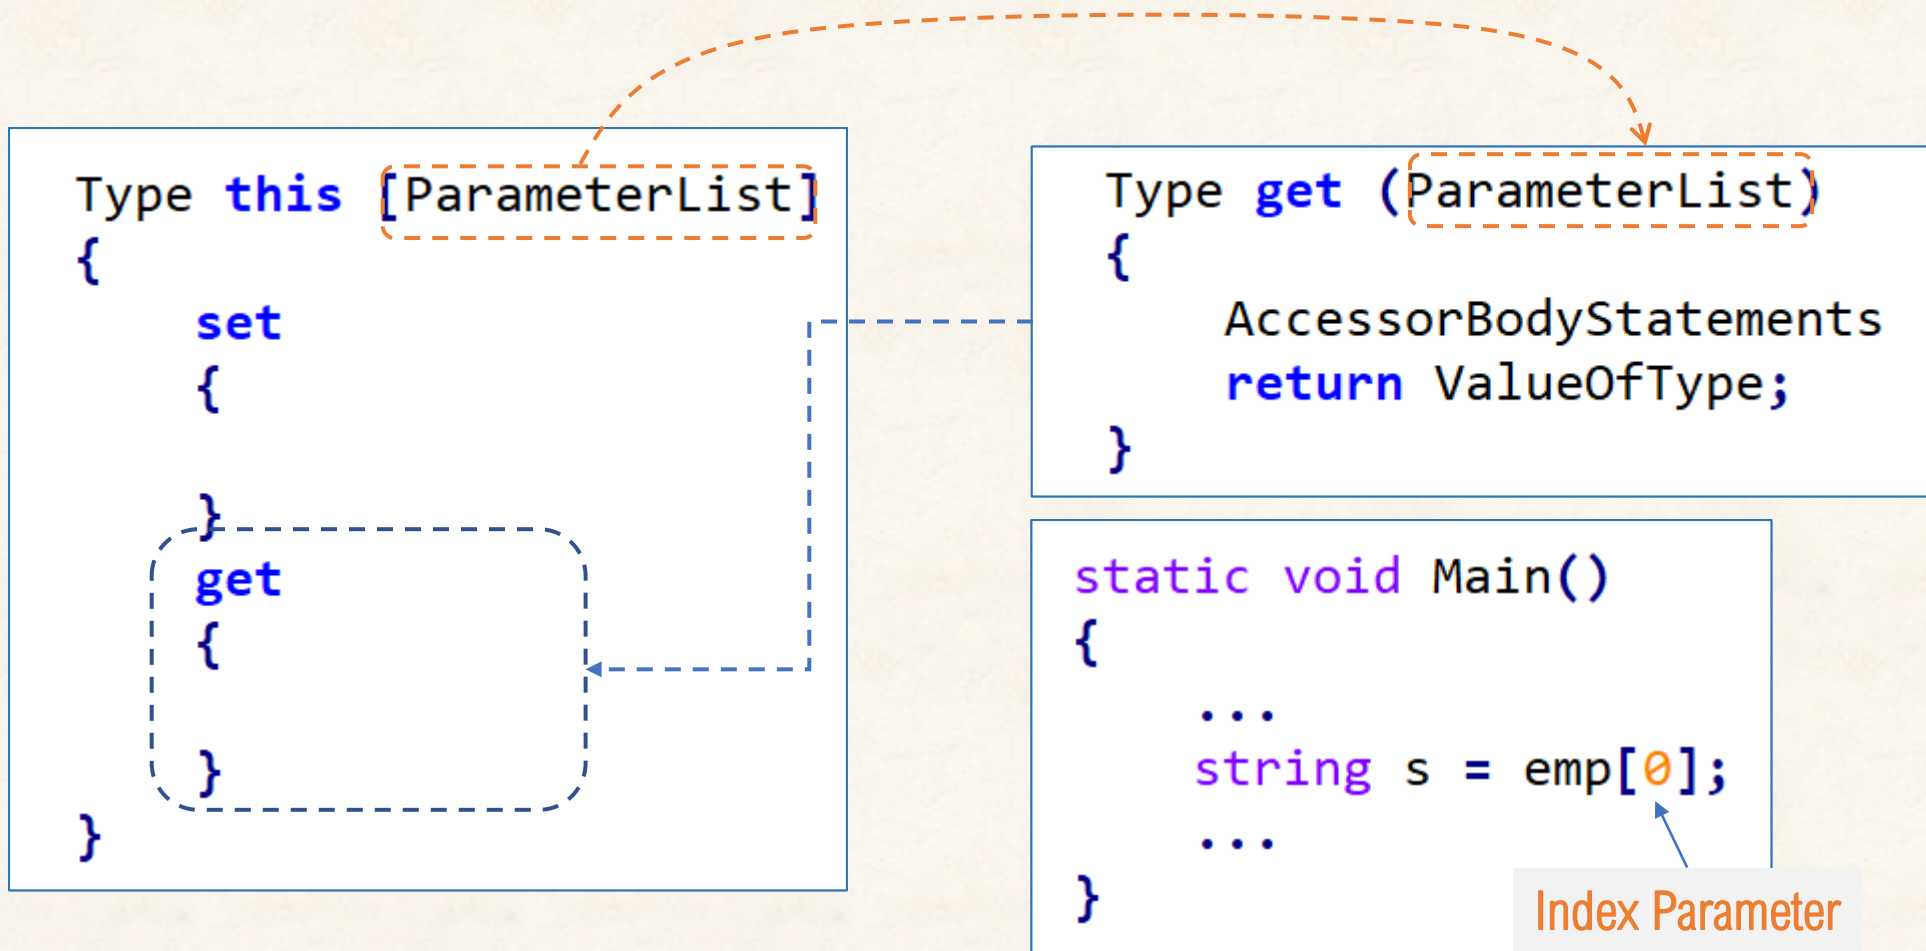 Type this [ParameterList]
{
set
{
}
get
{
}
}
Type get (ParameterList)
{
AccessorBodyStatements
return ValueOfType;
}
static void Main()
{
...
string s = emp[0];
...
}
Index Parameter